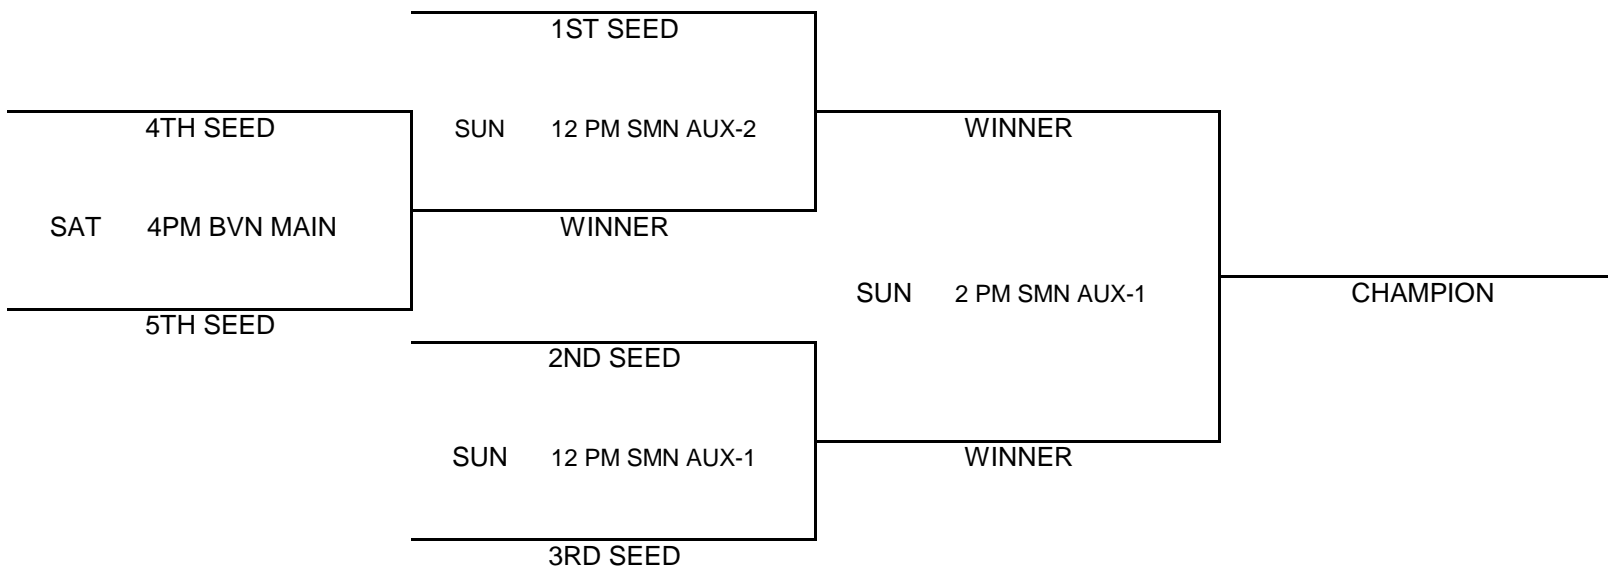 1ST SEED
4TH SEED
SUN 12 PM SMN AUX-2
WINNER
SAT 4PM BVN MAIN
WINNER
SUN 2 PM SMN AUX-1
CHAMPION
5TH SEED
2ND SEED
SUN 12 PM SMN AUX-1
WINNER
3RD SEED